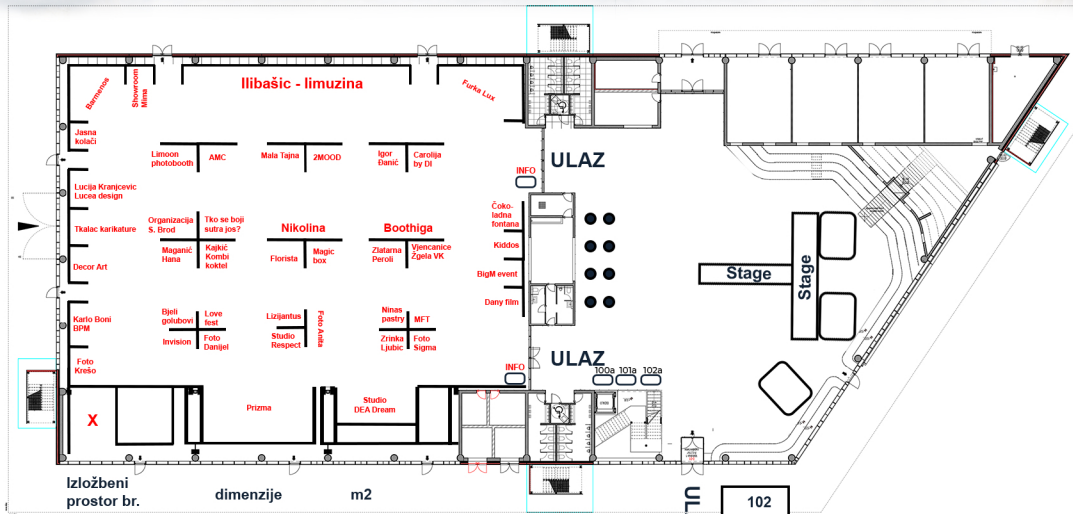 Ilibašic - limuzina
Barmenos
Showroom
Mima
Furka Lux
Jasna
kolači
Limoon
photobooth
AMC
Mala Tajna
2MOOD
Igor
Đanić
Carolija
by DI
ULAZ
INFO
Lucija Kranjcevic
Lucea design
Organizacija
S. Brod
Tko se boji
sutra još?
Nikolina
Boothiga
Čoko-
ladna
fontana
Tkalac karikature
Maganić
Hana
Kajkić
Kombi
koktel
Florista
Magic
box
Zlatarna
Peroli
Vjencanice
Žgela VK
Kiddos
Decor Art
BigM event
Stage
Stage
Dany film
Karlo Boni
BPM
Bjeli
golubovi
Love
fest
Lizijantus
Foto Anita
Ninas
pastry
MFT
Invision
Foto
Danijel
Studio
Respect
Zrinka
Ljubic
Foto
Sigma
ULAZ
Foto
Krešo
INFO
100a
101a
102a
X
Prizma
Studio
DEA Dream
Izložbeni
prostor br.
dimenzije
m2
UL
102